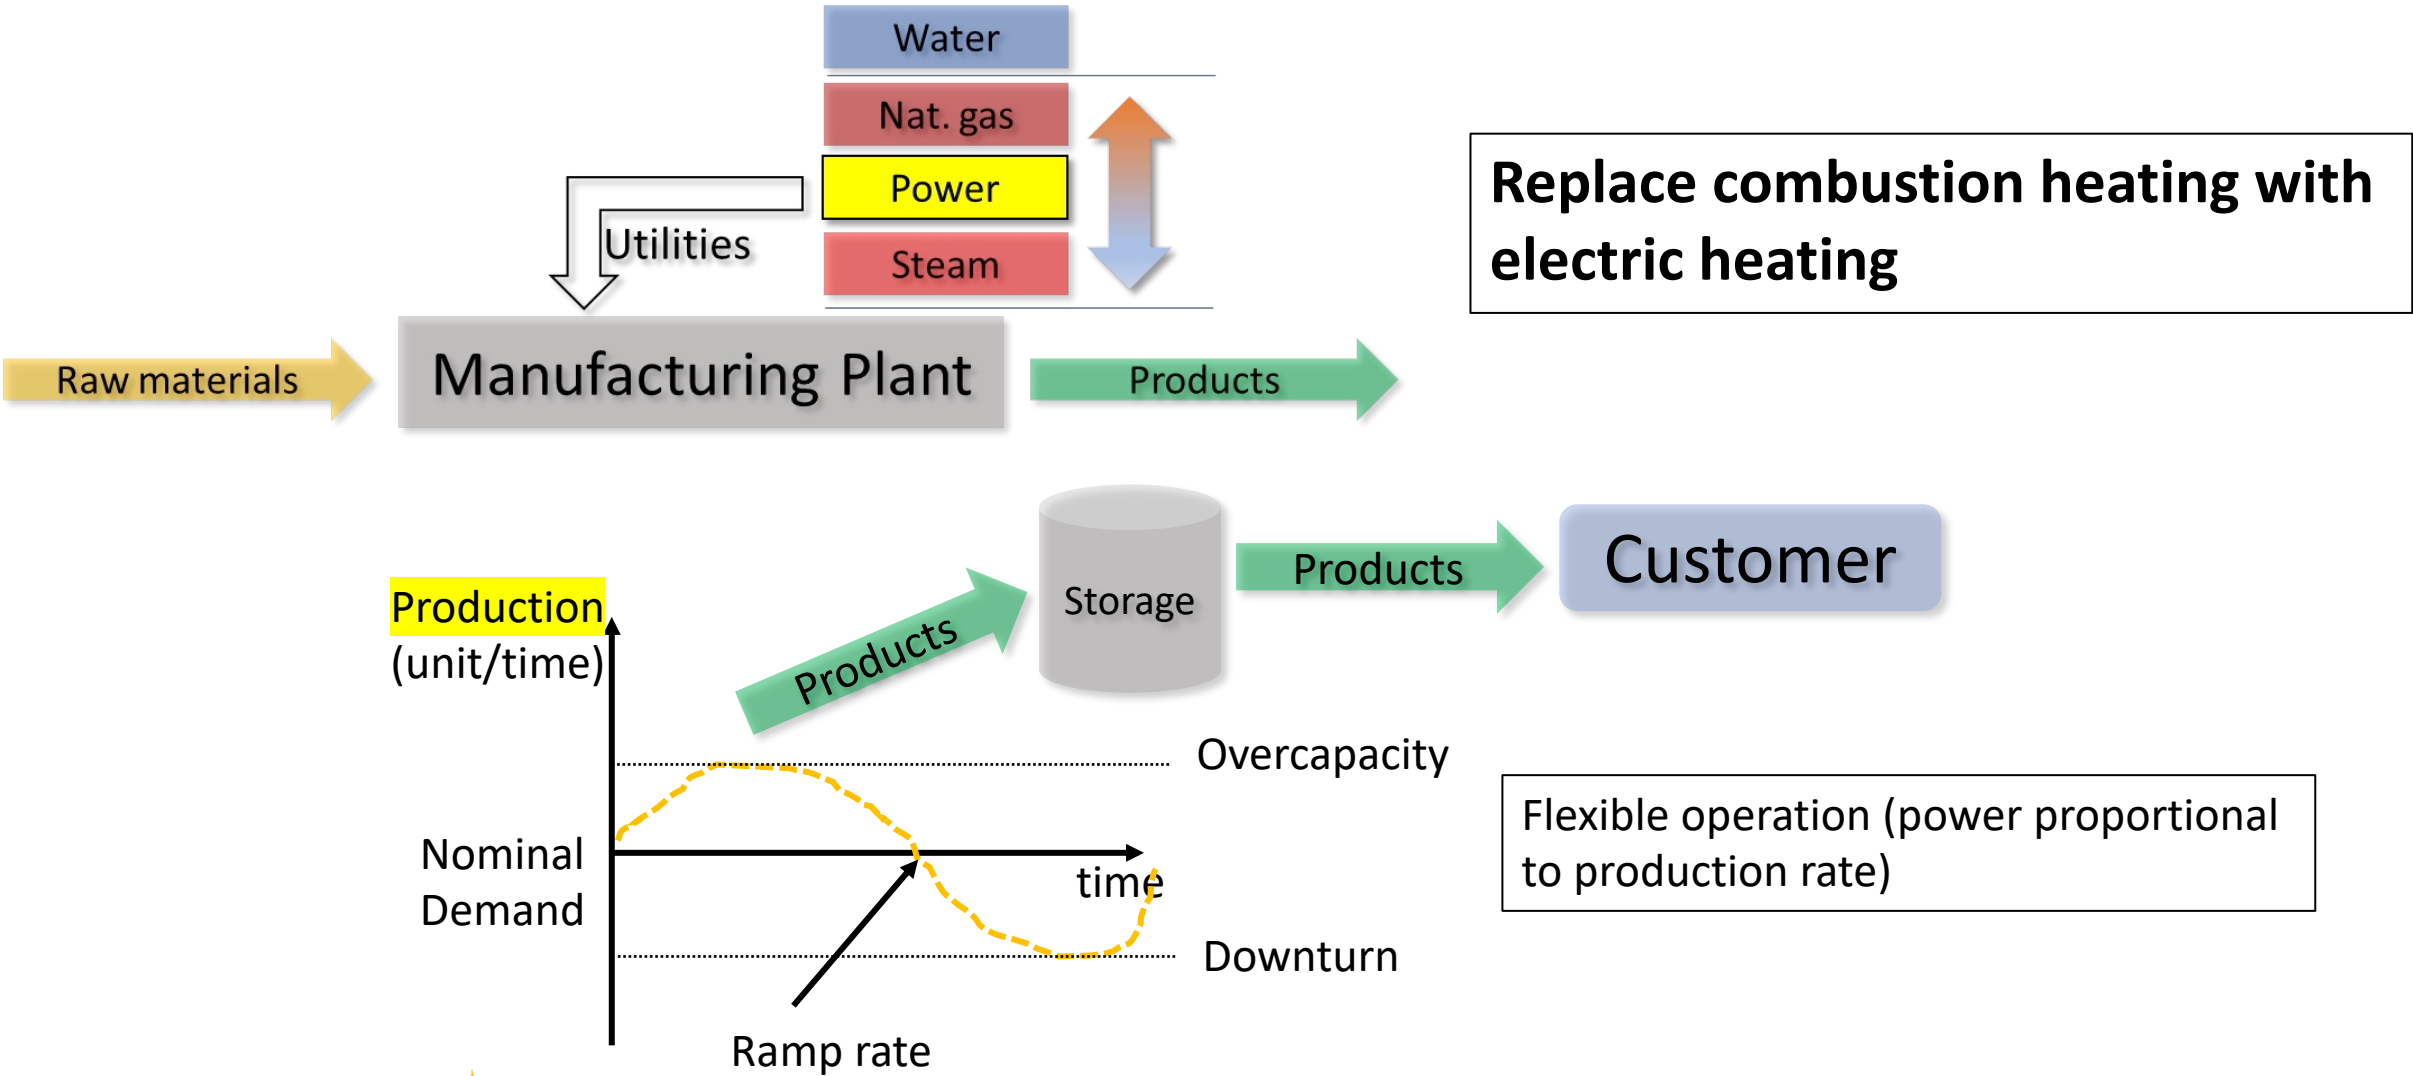 Water
Nat. gas
Power
Steam
Utilities
Replace combustion heating with
electric heating
Raw materials
Manufacturing Plant
Products
Storage
Products
Customer
Products
Production
(unit/time)
Overcapacity
Nominal
Demand
time
Downturn
Ramp rate
Flexible operation (power proportional
to production rate)